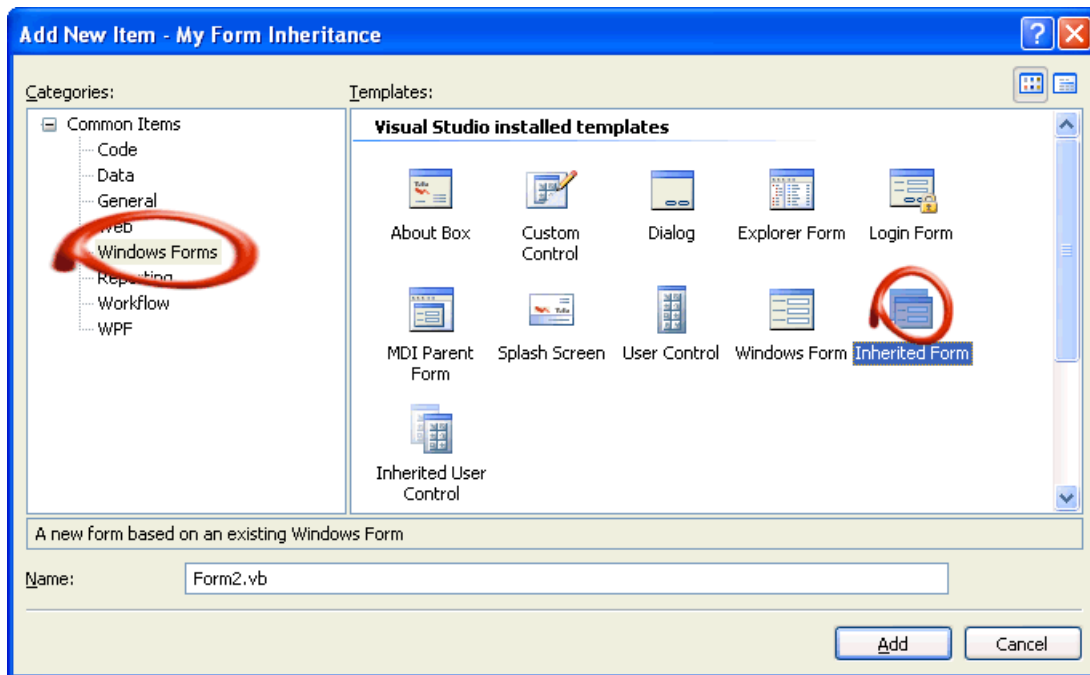 Add New Item - My Form Inheritance
Categories:
Templates:
Common Items
Code
Data
General
Web
Windows Forms
Reporting
Workflow
WPF
Visual Studio installed templates
About Box
Custom
Control
Dialog
Explorer Form
Login Form
MDI Parent
Form
Splash Screen
User Control
Windows Form
Inherited Form
Inherited User
Control
A new form based on an existing Windows Form
Name:
Form2.vb
Add
Cancel